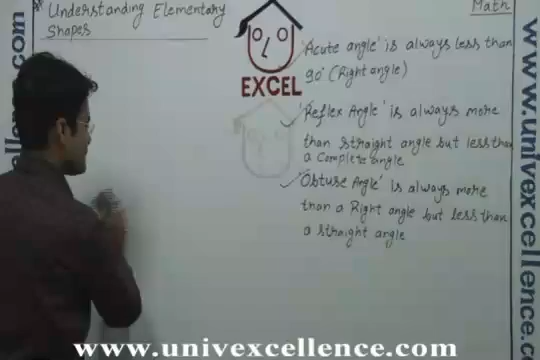 Understanding Elementary
Shapes
Math
EXCEL
Acute angle' is always less than
90° (Right angle)
Reflex Angle' is always more
than straight angle but less than
a complete angle
Obtuse Angle' is always more
than a Right angle but less than
a straight angle
ellence.com
www.univexcellence.
www.univexcellence.com